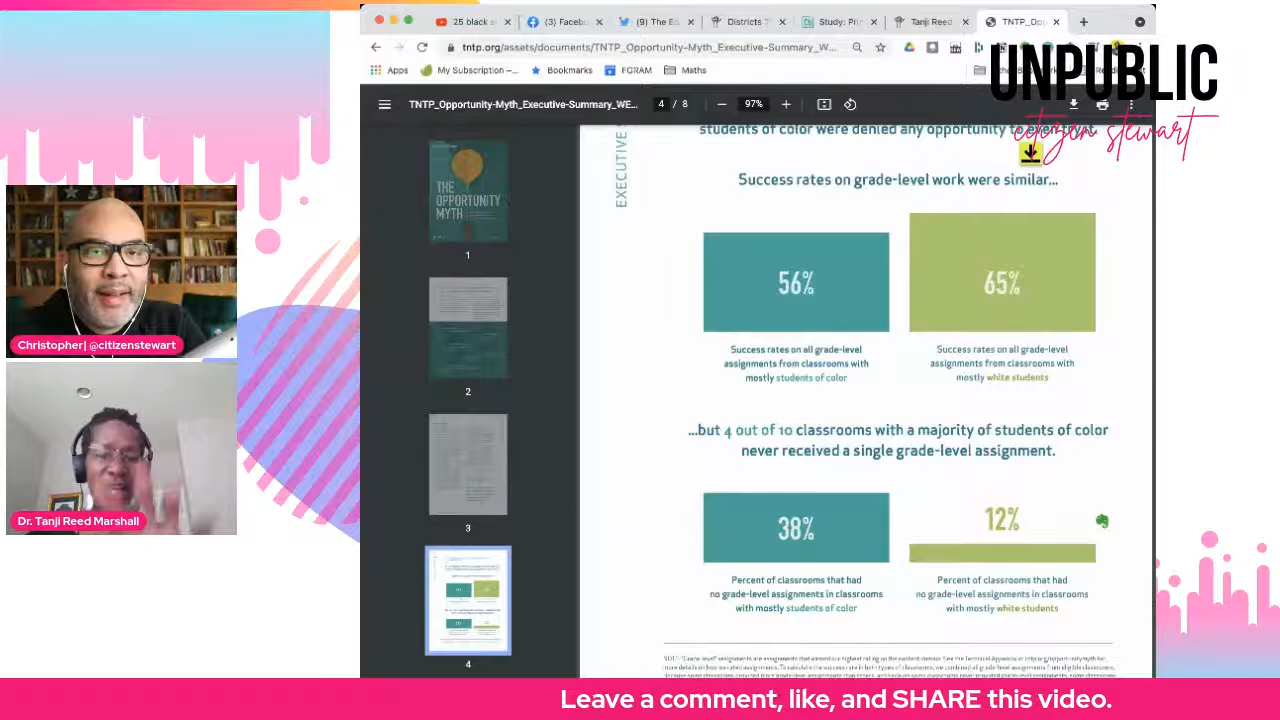 25 black s
(3) Facebo
(9) The Ed
Districts T
Study: Pri
Tanji Reed
TNTP_Opp
tntp.org/assets/documents/TNTP_Opportunity-Myth_Executive-Summary_W...
Apps
My Subscription –...
Bookmarks
FGRAM
Maths
UNPUBLIC
citizen stewart
TNTP_Opportunity-Myth_Executive-Summary_WE...
4 / 8
97%
EXECUTIVE
students of color were denied any opportunity to even try.
Success rates on grade-level work were similar...
56%
65%
Success rates on all grade-level
assignments from classrooms with
mostly students of color
Success rates on all grade-level
assignments from classrooms with
mostly white students
...but 4 out of 10 classrooms with a majority of students of color
never received a single grade-level assignment.
38%
12%
Percent of classrooms that had
no grade-level assignments in classrooms
with mostly students of color
Percent of classrooms that had
no grade-level assignments in classrooms
with mostly white students
THE
OPPORTUNITY
MYTH
1
2
3
4
Christopher| @citizenstewart
Dr. Tanji Reed Marshall
Leave a comment, like, and SHARE this video.